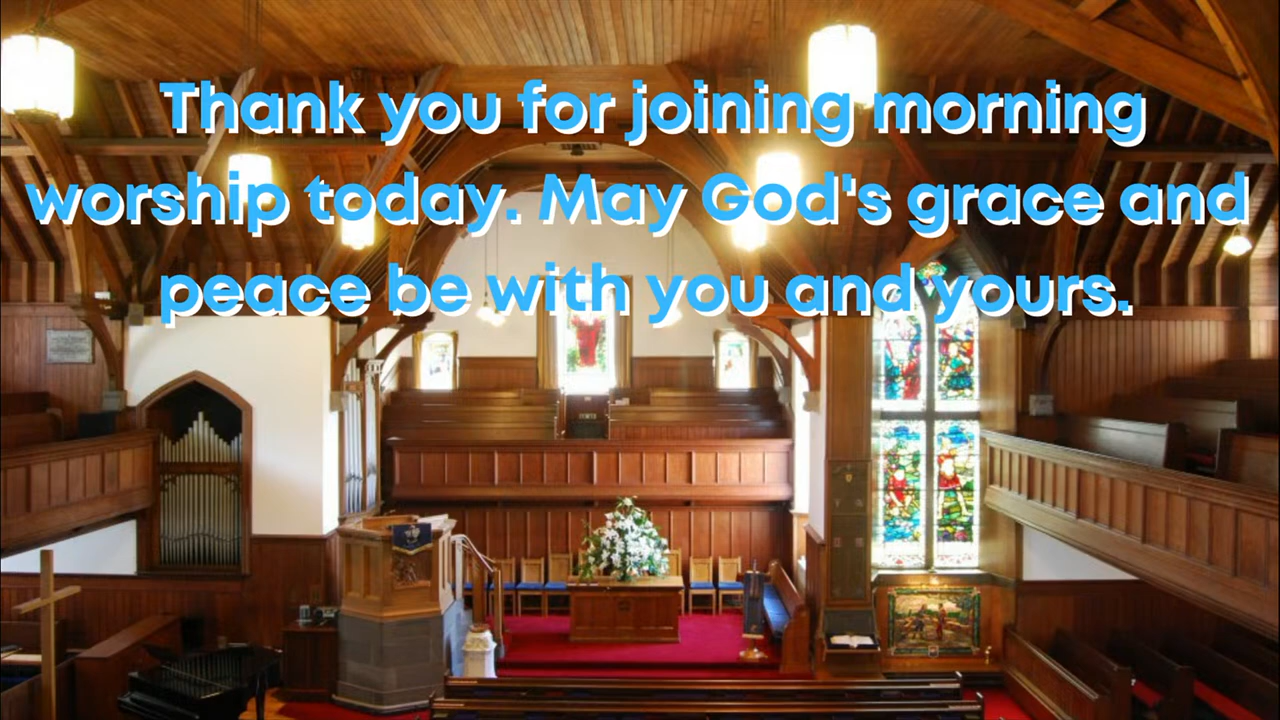 Thank you for joining morning
worship today. May God's grace and
peace be with you and yours.